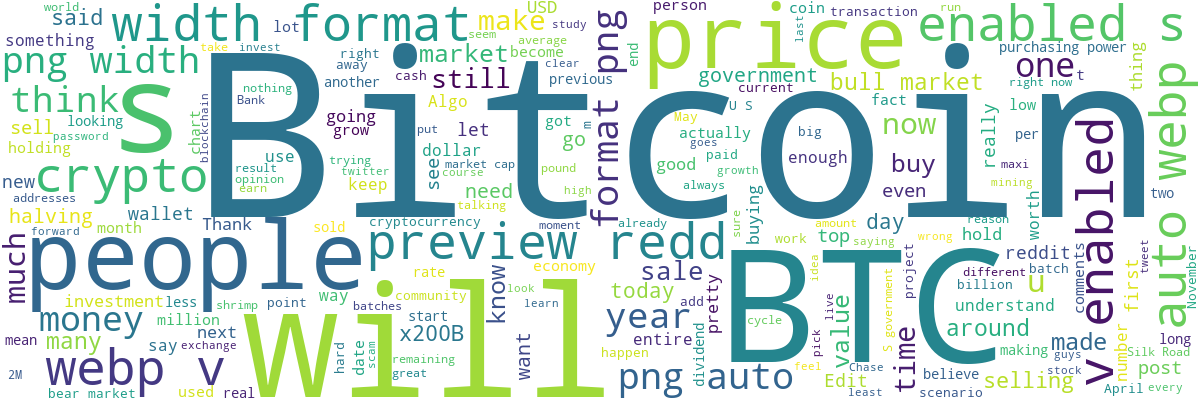 world
said
width format
lot
make
USD
seem
study
png
person
price
coin
last
transaction
run
enabled s
something
take
invest
right
away
market
average
become
end
purchasing power
thing
png width
another
cash
still
clear
previous
government
current
bull market
one
t
right now
think
s
nothing
Bank
Bitcoin
Algo
format png
U S
May
fact
low
looking
chart
blockchain
going
grow
put
let
got
m
go
actually
goes
big
now
really
per
maxi
sell
password
holding
use
trying
twitter
dollar
see
market cap
course
pound
good
paid
growth
enough
buy
crypto
result
opinion
earn
keep
need
high
always
even
mining
two
new
addresses
wallet
talking
buying
day
worth
halving
Thank
cryptocurrency
moment
already
sure
amount
hold
reason
enabled
auto webp s
forward
month
sold
people
preview redd
work
saying
top
wrong
reddit
comments
tweet
November
much
investment
less
shrimp
point
way
rate
community
economy
know
look
learn
sale
today
add
pretty
BTC
idea
project
different
billion
batch
u
understand
first
million
batches
start
x200B
year
cycle
value
live
around
money
many
mean
say
next
exchange
will
hard
date
scam
remaining
great
want
entire
happen
dividend
pick
S government
time
making
made
guys
stock
v
number
long
Silk Road
post
2M
webp v
bear market
used
real
png auto
feel
Edit
least
Chase
believe
scenario
selling
April
every